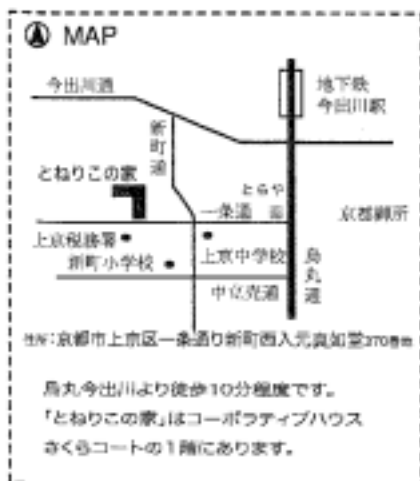 MAP
今出川通
地下鉄
今出川駅
新町通
とねりこの家
とらや
一条通
京都御所
上京税務署
上京中学校
新町小学校
烏丸通
中立売通
住所:京都市上京区一条通り新町西入元真如堂370番地
烏丸今出川より徒歩10分程度です。
「とねりこの家」はコーポラティブハウス
さくらコートの1階にあります。